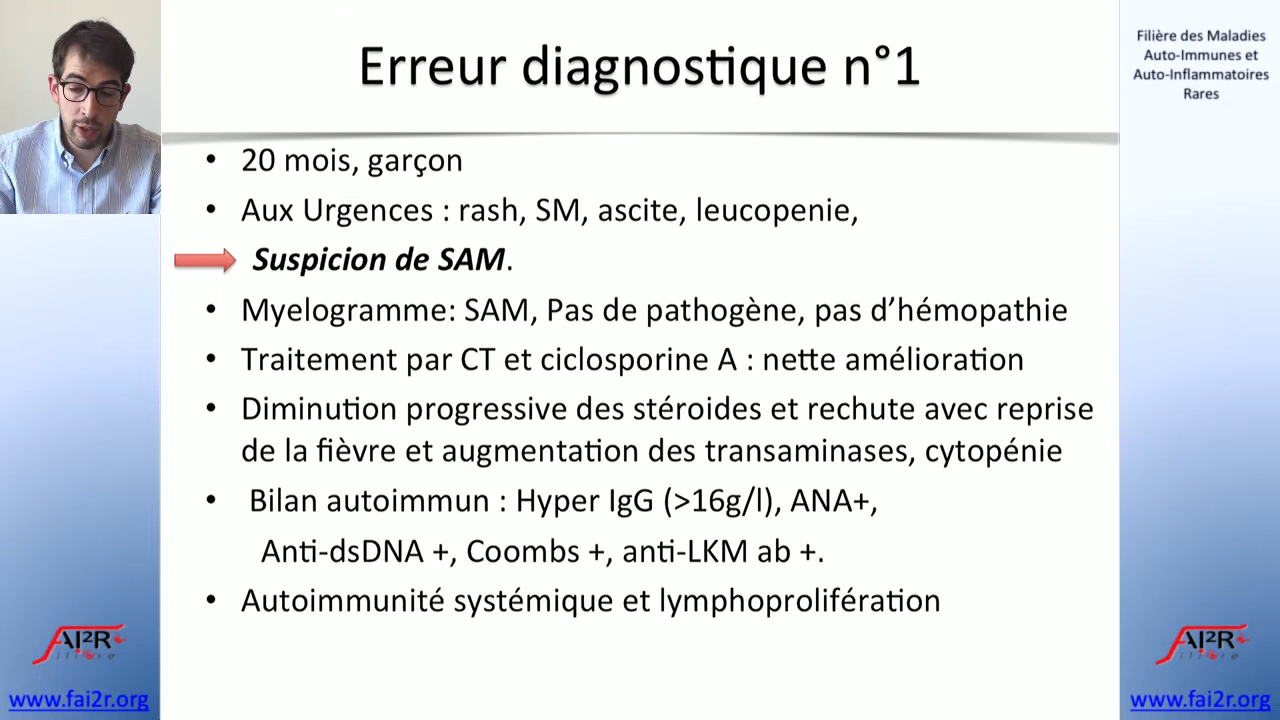 Erreur diagnostique n°1
Filière des Maladies
Auto-Immunes et
Auto-Inflammatoires
Rares
• 20 mois, garçon
• Aux Urgences : rash, SM, ascite, leucopenie,
Suspicion de SAM.
• Myelogramme: SAM, Pas de pathogène, pas d’hémopathie
• Traitement par CT et ciclosporine A : nette amélioration
• Diminution progressive des stéroides et rechute avec reprise
de la fièvre et augmentation des transaminases, cytopénie
• Bilan autoimmun : Hyper IgG (>16g/l), ANA+,
Anti-dsDNA +, Coombs +, anti-LKM ab +.
• Autoimmunité systémique et lymphoprolifération
FAI²R
filière
www.fai2r.org
FAI²R
filière
www.fai2r.org